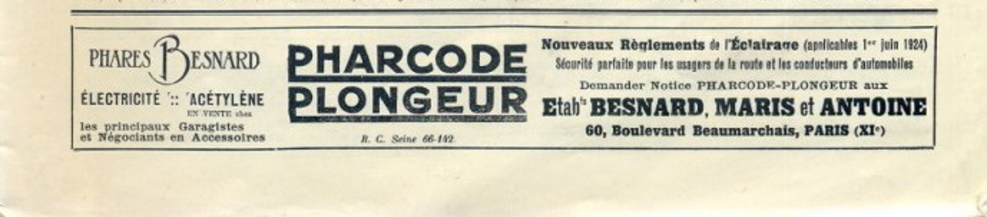 PHARES BESNARD
ÉLECTRICITÉ :: ACÉTYLÈNE
EN VENTE chez
les principaux Garagistes
et Négociants en Accessoires
PHARCODE
PLONGEUR
R. C. Seine 66-142.
Nouveaux Règlements de l'Éclairage (applicables 1er juin 1924)
Sécurité parfaite pour les usagers de la route et les conducteurs d'automobiles
Demander Notice PHARCODE-PLONGEUR aux
Etabts BESNARD, MARIS et ANTOINE
60, Boulevard Beaumarchais, PARIS (XIe)